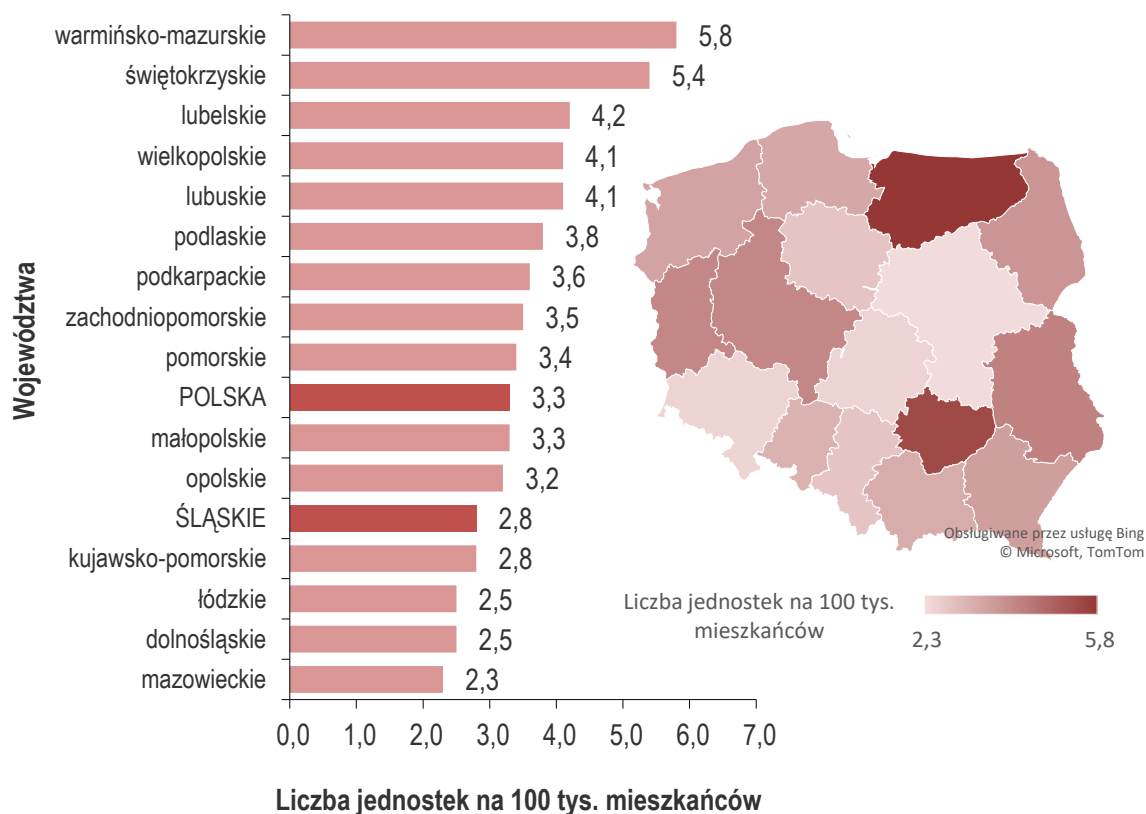 Województwa
warmińsko-mazurskie 5,8
świętokrzyskie 5,4
lubelskie 4,2
wielkopolskie 4,1
lubuskie 4,1
podlaskie 3,8
podkarpackie 3,6
zachodniopomorskie 3,5
pomorskie 3,4
POLSKA 3,3
małopolskie 3,3
opolskie 3,2
ŚLĄSKIE 2,8
kujawsko-pomorskie 2,8
łódzkie 2,5
dolnośląskie 2,5
mazowieckie 2,3
0,0 1,0 2,0 3,0 4,0 5,0 6,0 7,0
Liczba jednostek na 100 tys. mieszkańców
Obsługiwane przez usługę Bing
© Microsoft, TomTom
Liczba jednostek na 100 tys.
mieszkańców
2,3 5,8